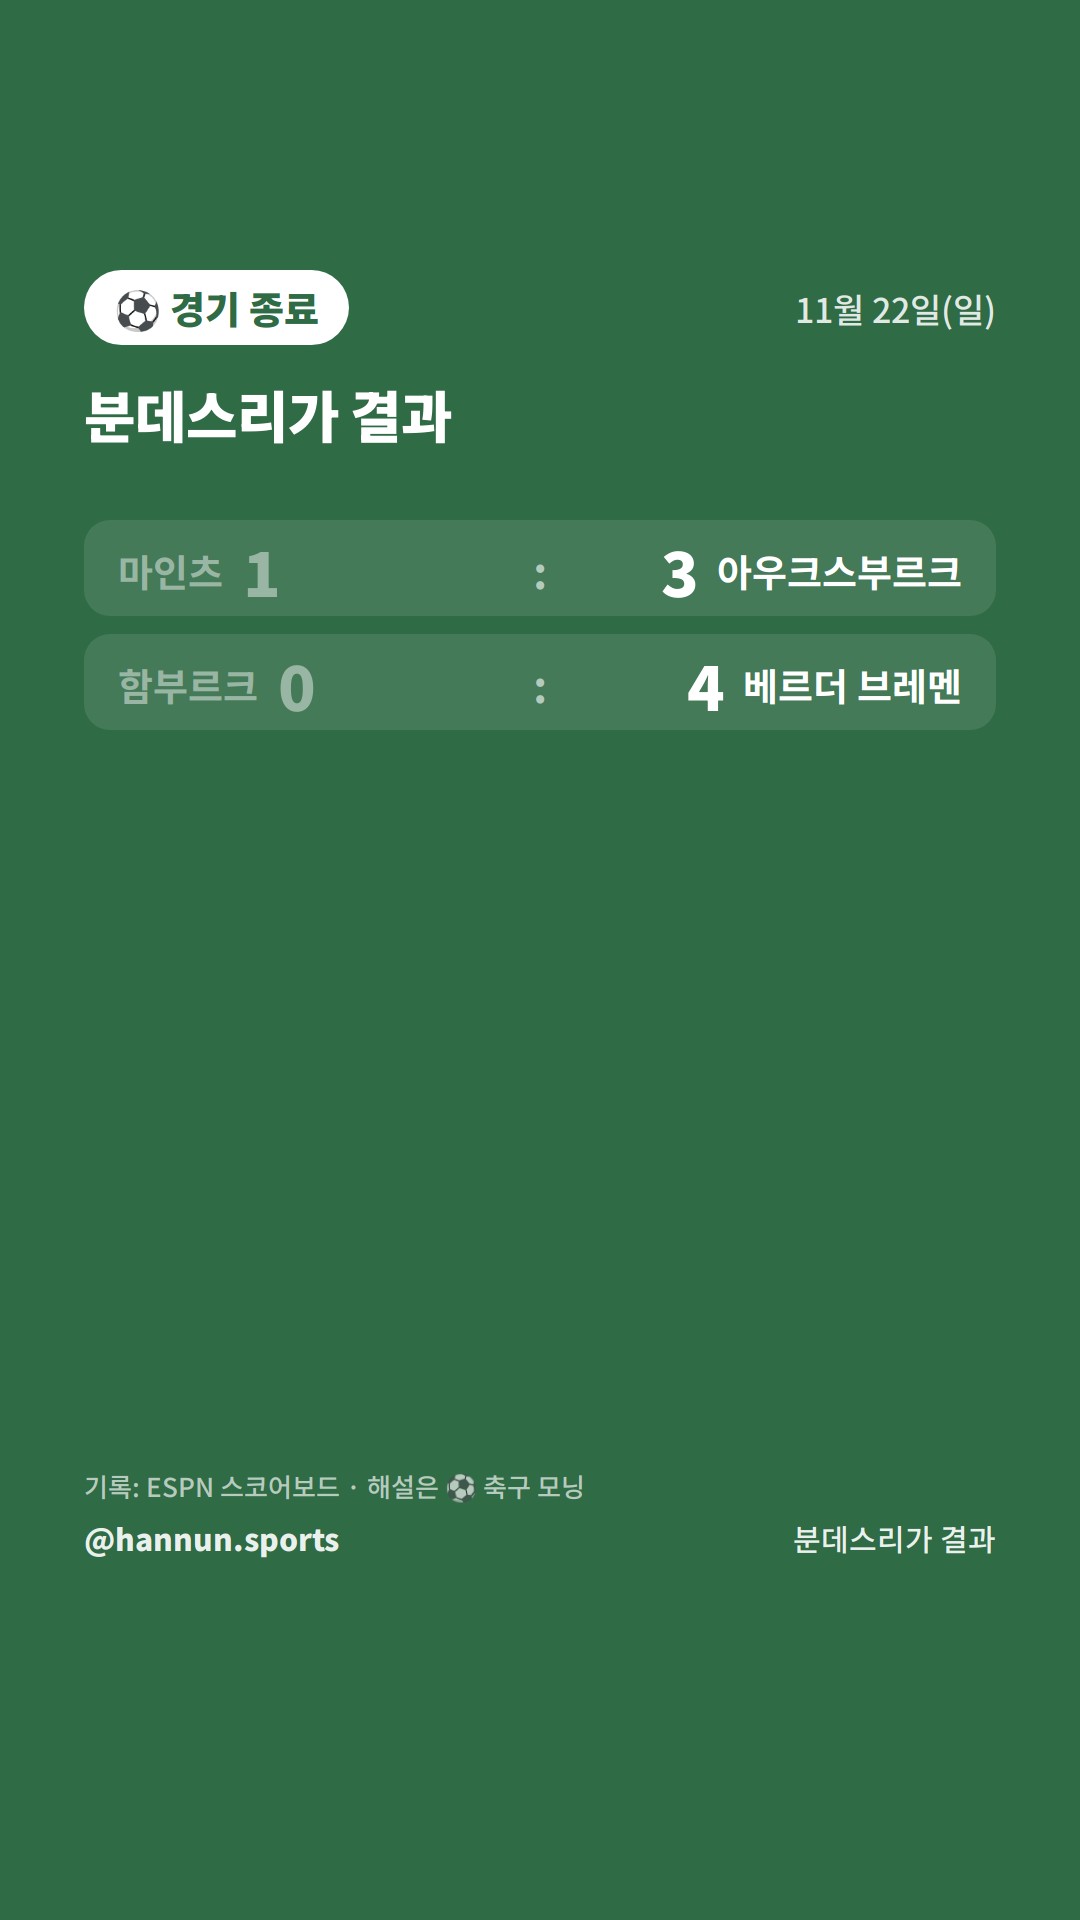 ⚽ 경기 종료
11월 22일(일)
분데스리가 결과
마인츠 1 : 3 아우크스부르크
함부르크 0 : 4 베르더 브레멘
기록: ESPN 스코어보드 · 해설은 ⚽ 축구 모닝
@hannun.sports
분데스리가 결과